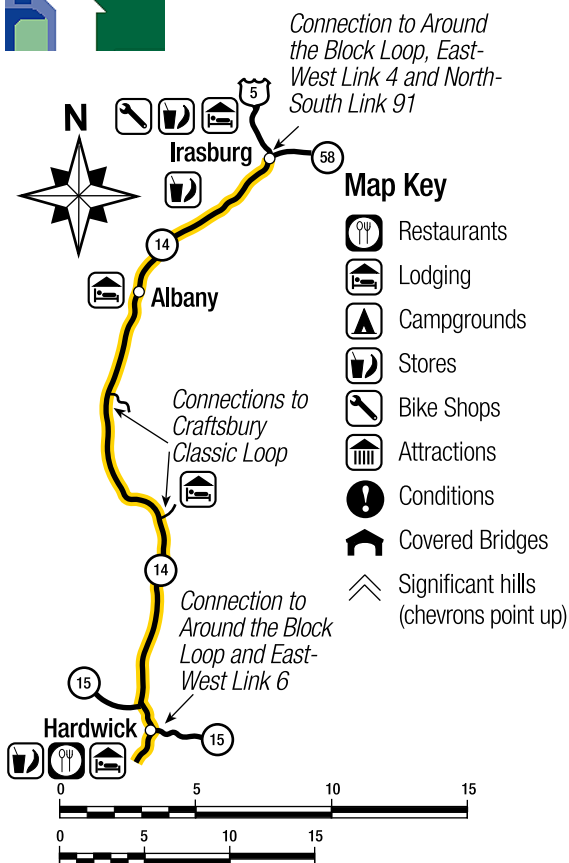 Connection to Around
the Block Loop, East-
West Link 4 and North-
South Link 91
N
5
Irasburg
58
14
Albany
Connections to
Craftsbury
Classic Loop
14
Connection to
Around the Block
Loop and East-
West Link 6
15
Hardwick
15
Map Key
Restaurants
Lodging
Campgrounds
Stores
Bike Shops
Attractions
Conditions
Covered Bridges
Significant hills
(chevrons point up)
0 5 10 15
0 5 10 15